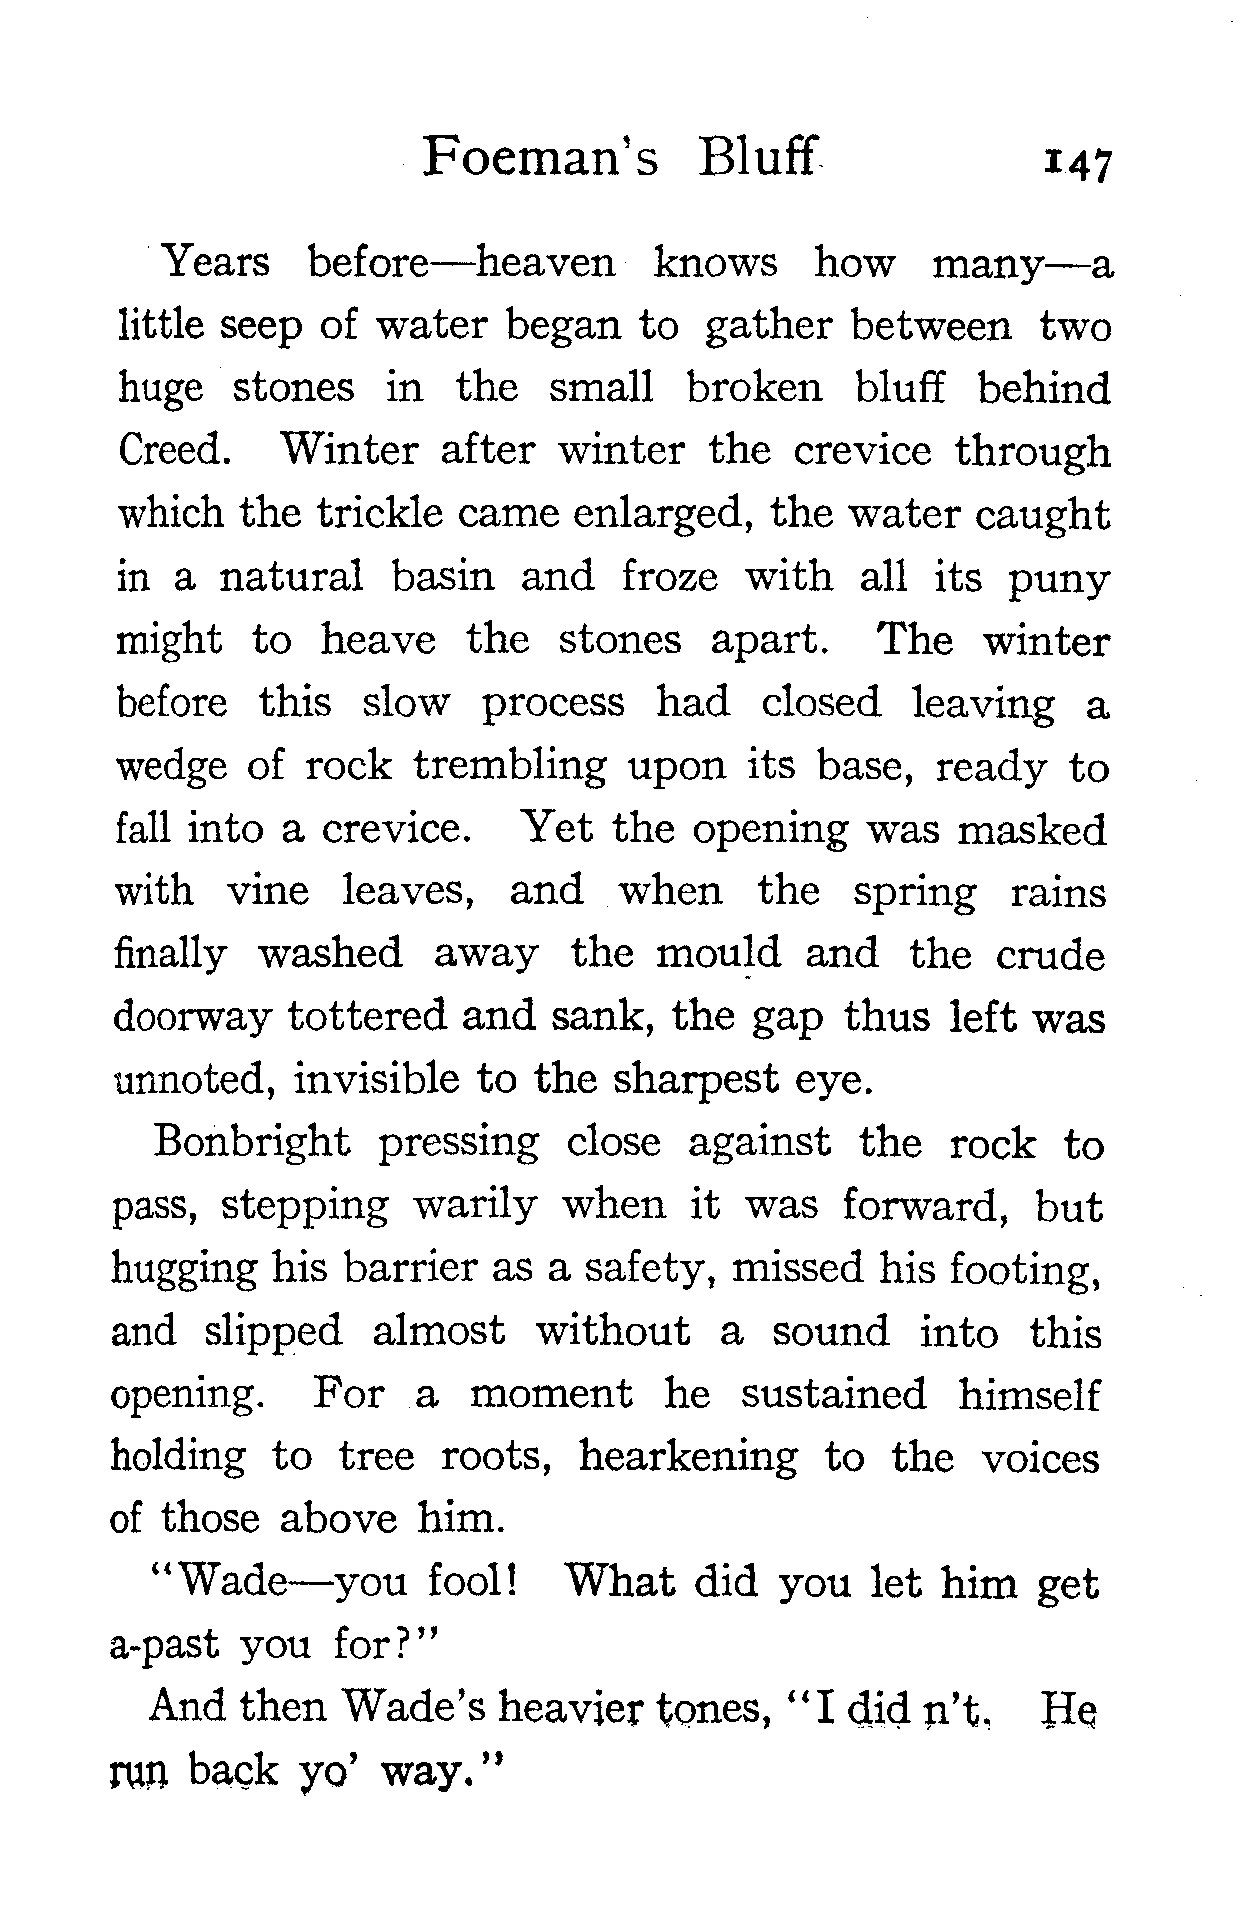 Foeman's Bluff 147
Years before—heaven knows how many—a
little seep of water began to gather between two
huge stones in the small broken bluff behind
Creed. Winter after winter the crevice through
which the trickle came enlarged, the water caught
in a natural basin and froze with all its puny
might to heave the stones apart. The winter
before this slow process had closed leaving a
wedge of rock trembling upon its base, ready to
fall into a crevice. Yet the opening was masked
with vine leaves, and when the spring rains
finally washed away the mould and the crude
doorway tottered and sank, the gap thus left was
unnoted, invisible to the sharpest eye.
Bonbright pressing close against the rock to
pass, stepping warily when it was forward, but
hugging his barrier as a safety, missed his footing,
and slipped almost without a sound into this
opening. For a moment he sustained himself
holding to tree roots, hearkening to the voices
of those above him.
"Wade—you fool! What did you let him get
a-past you for?"
And then Wade's heavier tones, "I did n't. He
run back yo' way."